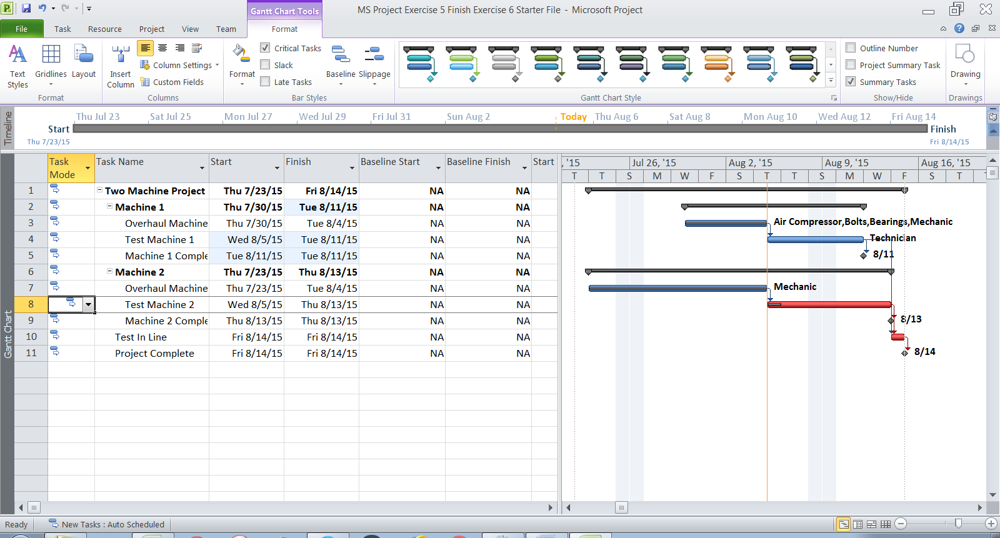 Gantt Chart Tools
MS Project Exercise 5 Finish Exercise 6 Starter File - Microsoft Project
File Task Resource Project View Team Format
Text Styles
Gridlines
Layout
Format
Insert Column
Column Settings
Custom Fields
Columns
Format
Critical Tasks
Slack
Late Tasks
Baseline
Slippage
Bar Styles
Gantt Chart Style
Outline Number
Project Summary Task
Summary Tasks
Show/Hide
Drawing
Drawings
Timeline
Thu Jul 23 Sat Jul 25 Mon Jul 27 Wed Jul 29 Fri Jul 31 Sun Aug 2 Today Thu Aug 6 Sat Aug 8 Mon Aug 10 Wed Aug 12 Fri Aug 14
Start Finish
Thu 7/23/15 Fri 8/14/15
Gantt Chart
Task Mode Task Name Start Finish Baseline Start Baseline Finish Start
1 Two Machine Project Thu 7/23/15 Fri 8/14/15 NA NA
2 Machine 1 Thu 7/30/15 Tue 8/11/15 NA NA
3 Overhaul Machine Thu 7/30/15 Tue 8/4/15 NA NA
4 Test Machine 1 Wed 8/5/15 Tue 8/11/15 NA NA
5 Machine 1 Comple Tue 8/11/15 Tue 8/11/15 NA NA
6 Machine 2 Thu 7/23/15 Thu 8/13/15 NA NA
7 Overhaul Machine Thu 7/23/15 Tue 8/4/15 NA NA
8 Test Machine 2 Wed 8/5/15 Thu 8/13/15 NA NA
9 Machine 2 Comple Thu 8/13/15 Thu 8/13/15 NA NA
10 Test In Line Fri 8/14/15 Fri 8/14/15 NA NA
11 Project Complete Fri 8/14/15 Fri 8/14/15 NA NA
, '15 Jul 26, '15 Aug 2, '15 Aug 9, '15 Aug 16, '15
T T S M W F T T S M W F S T
Air Compressor,Bolts,Bearings,Mechanic
Technician
8/11
Mechanic
8/13
8/14
Ready New Tasks : Auto Scheduled